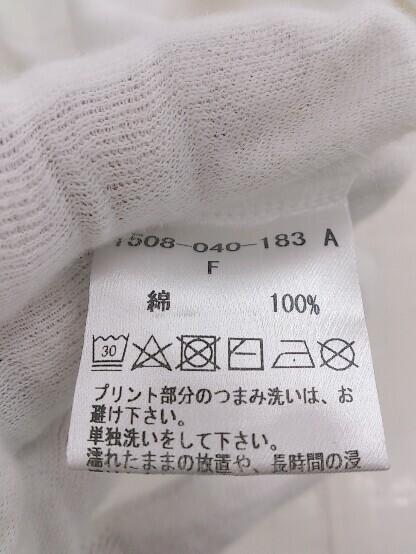 1508-040-183 A
F
綿 100%
30
プリント部分のつまみ洗いは、お
避け下さい。
単独洗いをして下さい。
濡れたままの放置や、長時間の浸